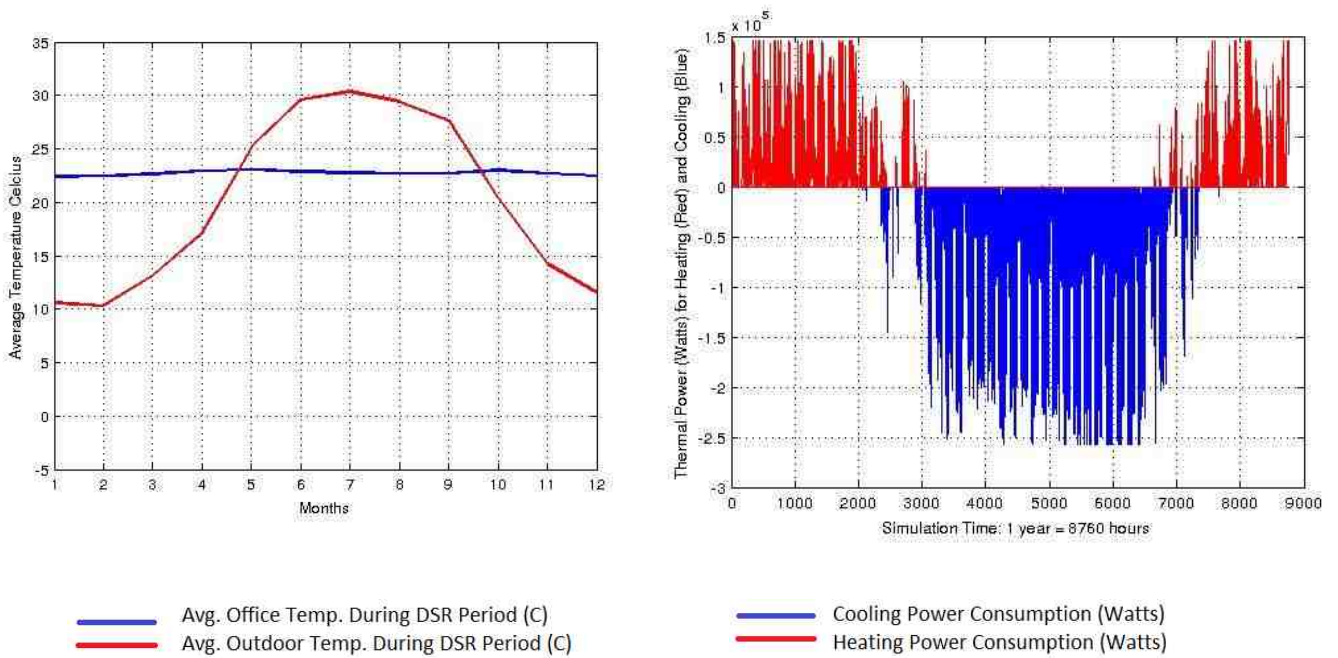 35
30
25
20
15
10
5
0
-5
1 2 3 4 5 6 7 8 9 10 11 12
Average Temperature Celcius
Months
x 10^5
1.5
1
0.5
0
-0.5
-1
-1.5
-2
-2.5
-3
0 1000 2000 3000 4000 5000 6000 7000 8000 9000
Thermal Power (Watts) for Heating (Red) and Cooling (Blue)
Simulation Time: 1 year = 8760 hours
Avg. Office Temp. During DSR Period (C)
Avg. Outdoor Temp. During DSR Period (C)
Cooling Power Consumption (Watts)
Heating Power Consumption (Watts)